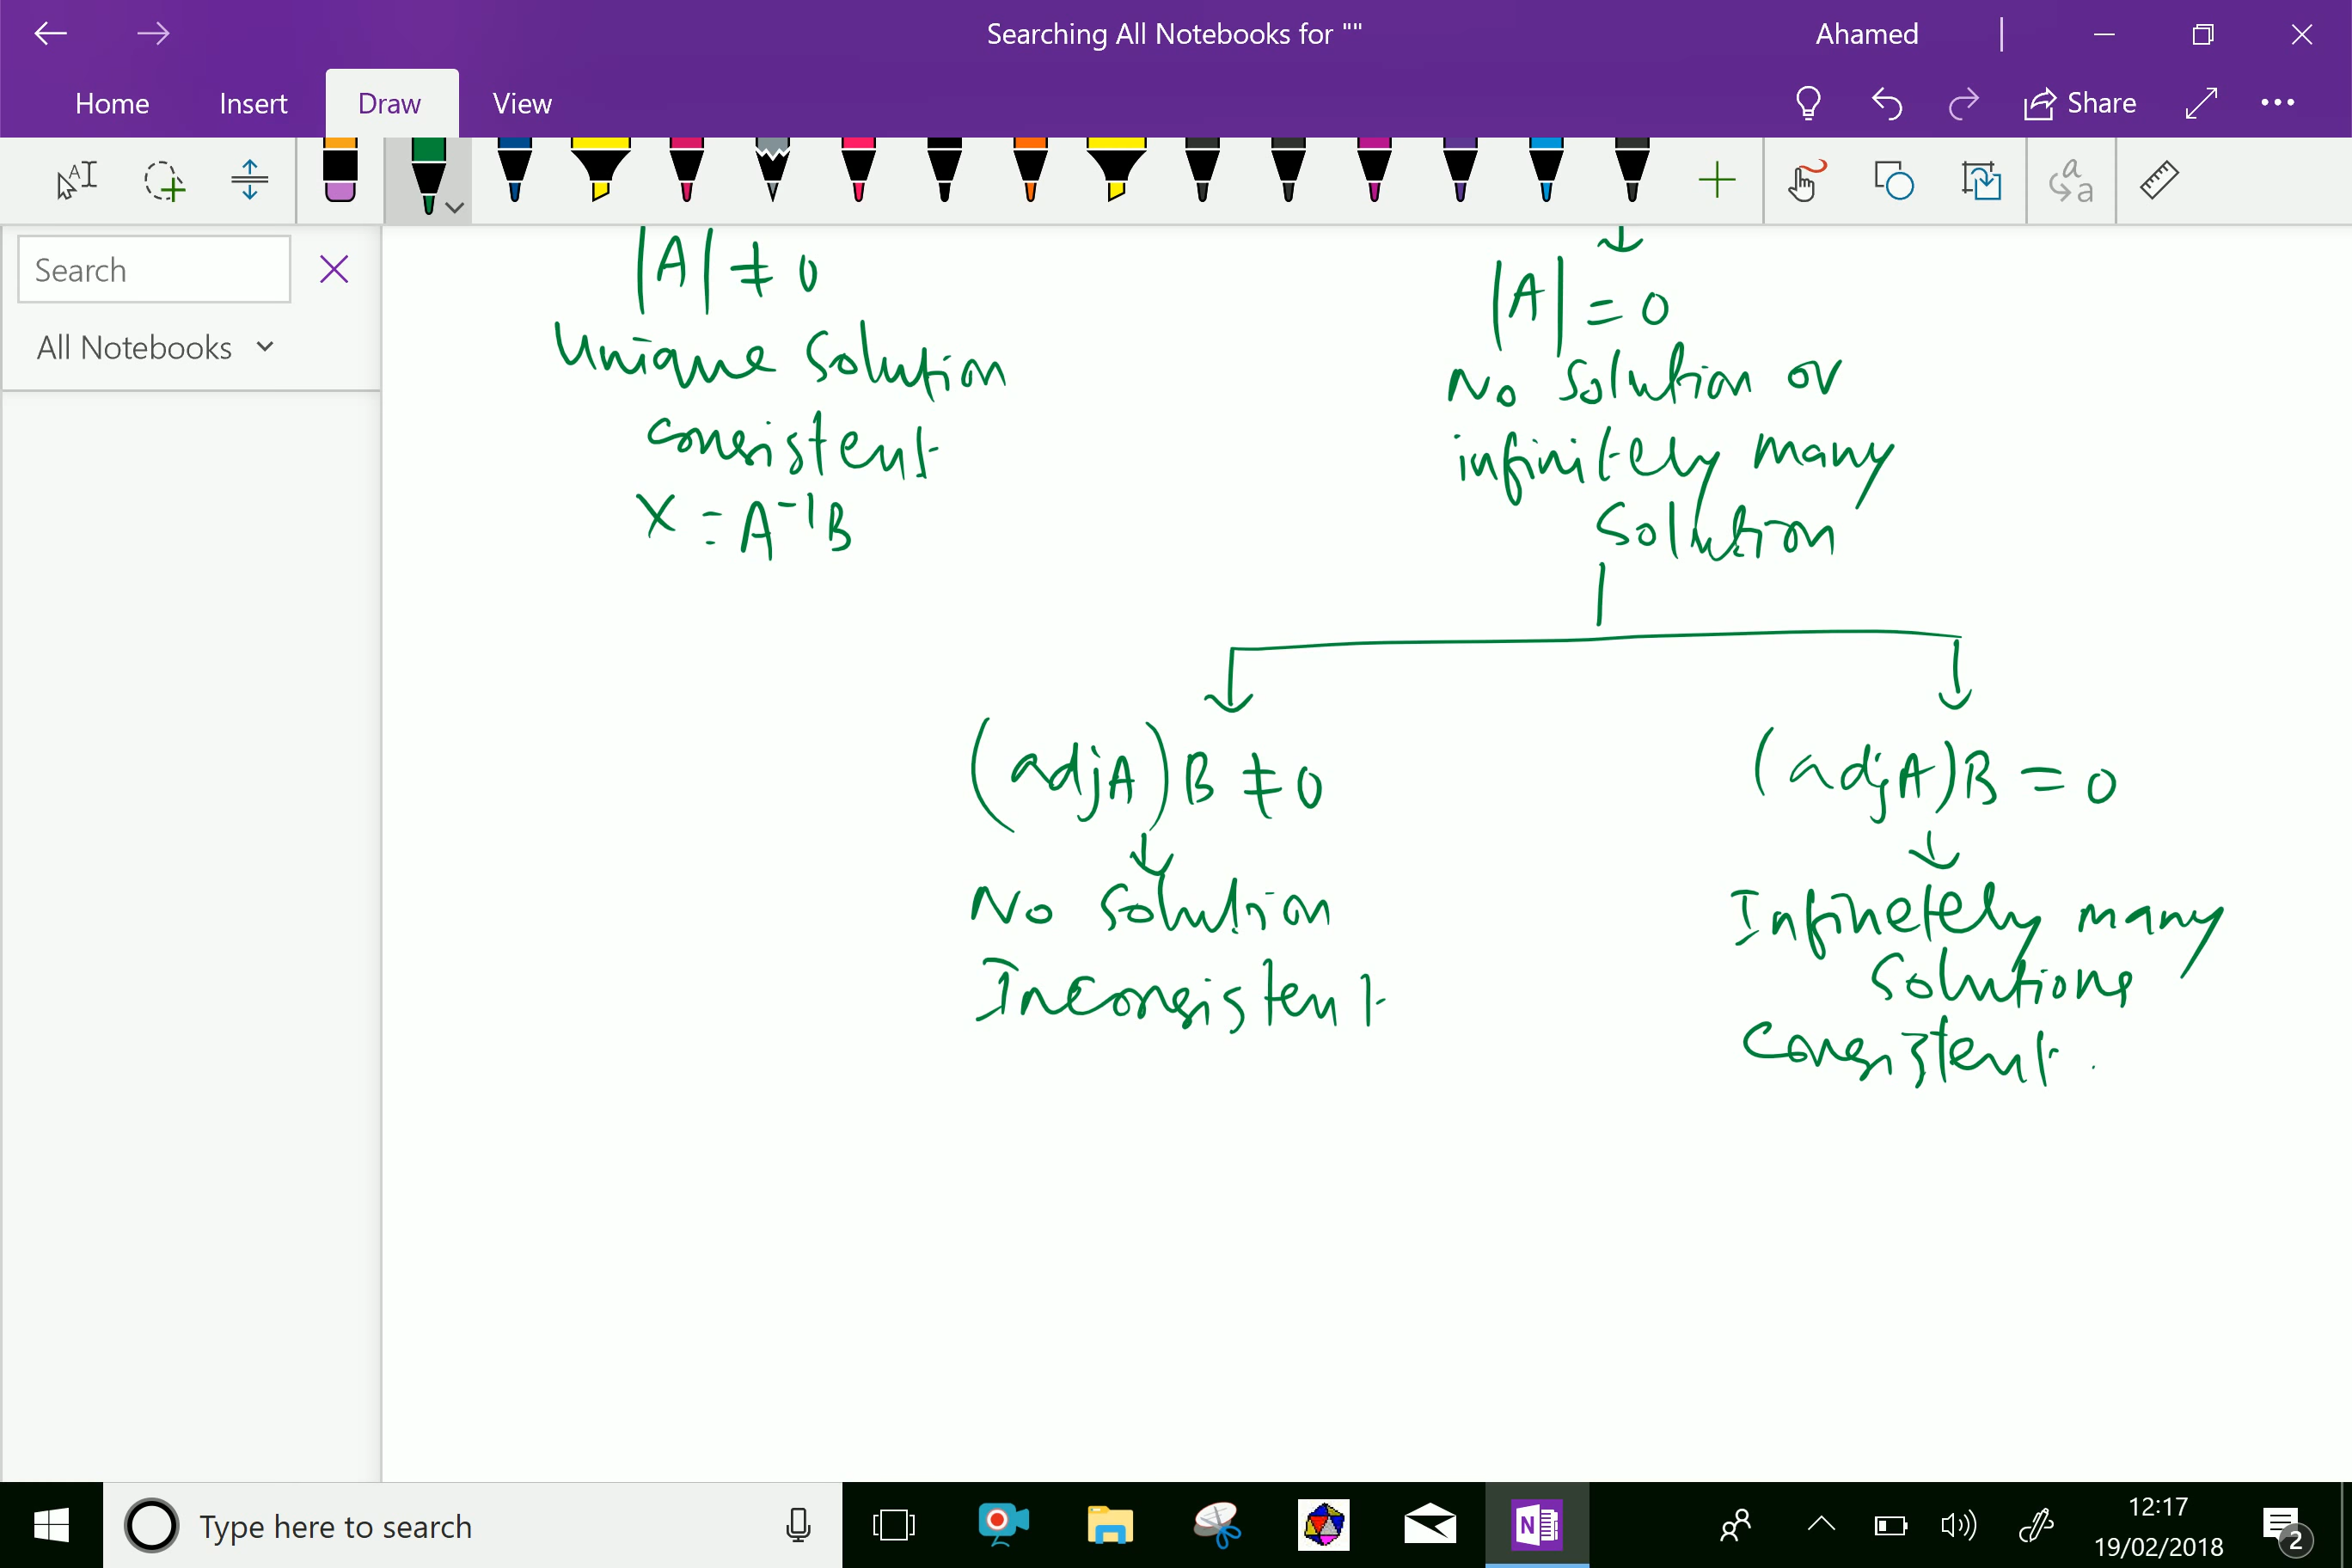 Searching All Notebooks for ""
Ahamed
Home
Insert
Draw
View
Share
Search
All Notebooks
|A| ≠ 0
Unique Solution
consistent
X = A⁻¹B
|A| = 0
No Solution or
infinitely many
Solution
(adjA)B ≠ 0
No Solution
Inconsistent
(adjA)B = 0
Infinetely many
Solutions
Consistent.
Type here to search
12:17
19/02/2018
2